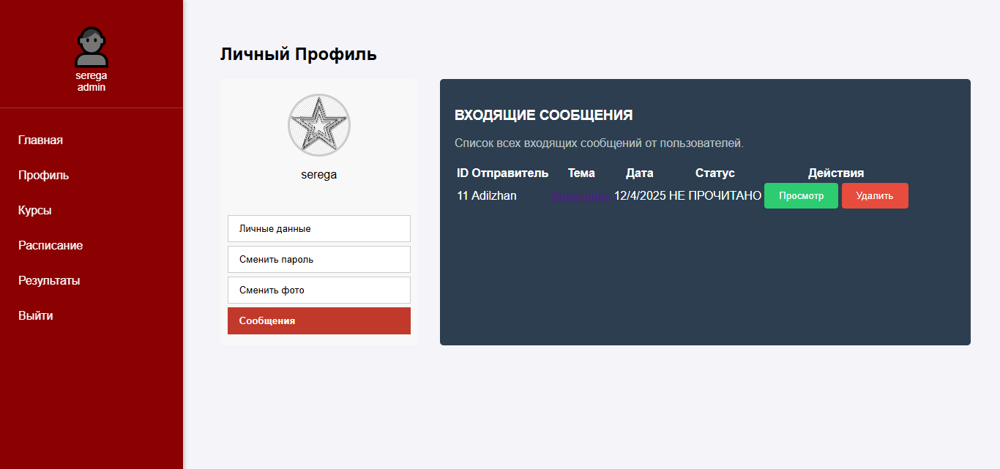 serega
admin
Главная
Профиль
Курсы
Расписание
Результаты
Выйти
Личный Профиль
serega
Личные данные
Сменить пароль
Сменить фото
Сообщения
ВХОДЯЩИЕ СООБЩЕНИЯ
Список всех входящих сообщений от пользователей.
ID Отправитель Тема Дата Статус Действия
11 Adilzhan 12/4/2025 НЕ ПРОЧИТАНО Просмотр Удалить